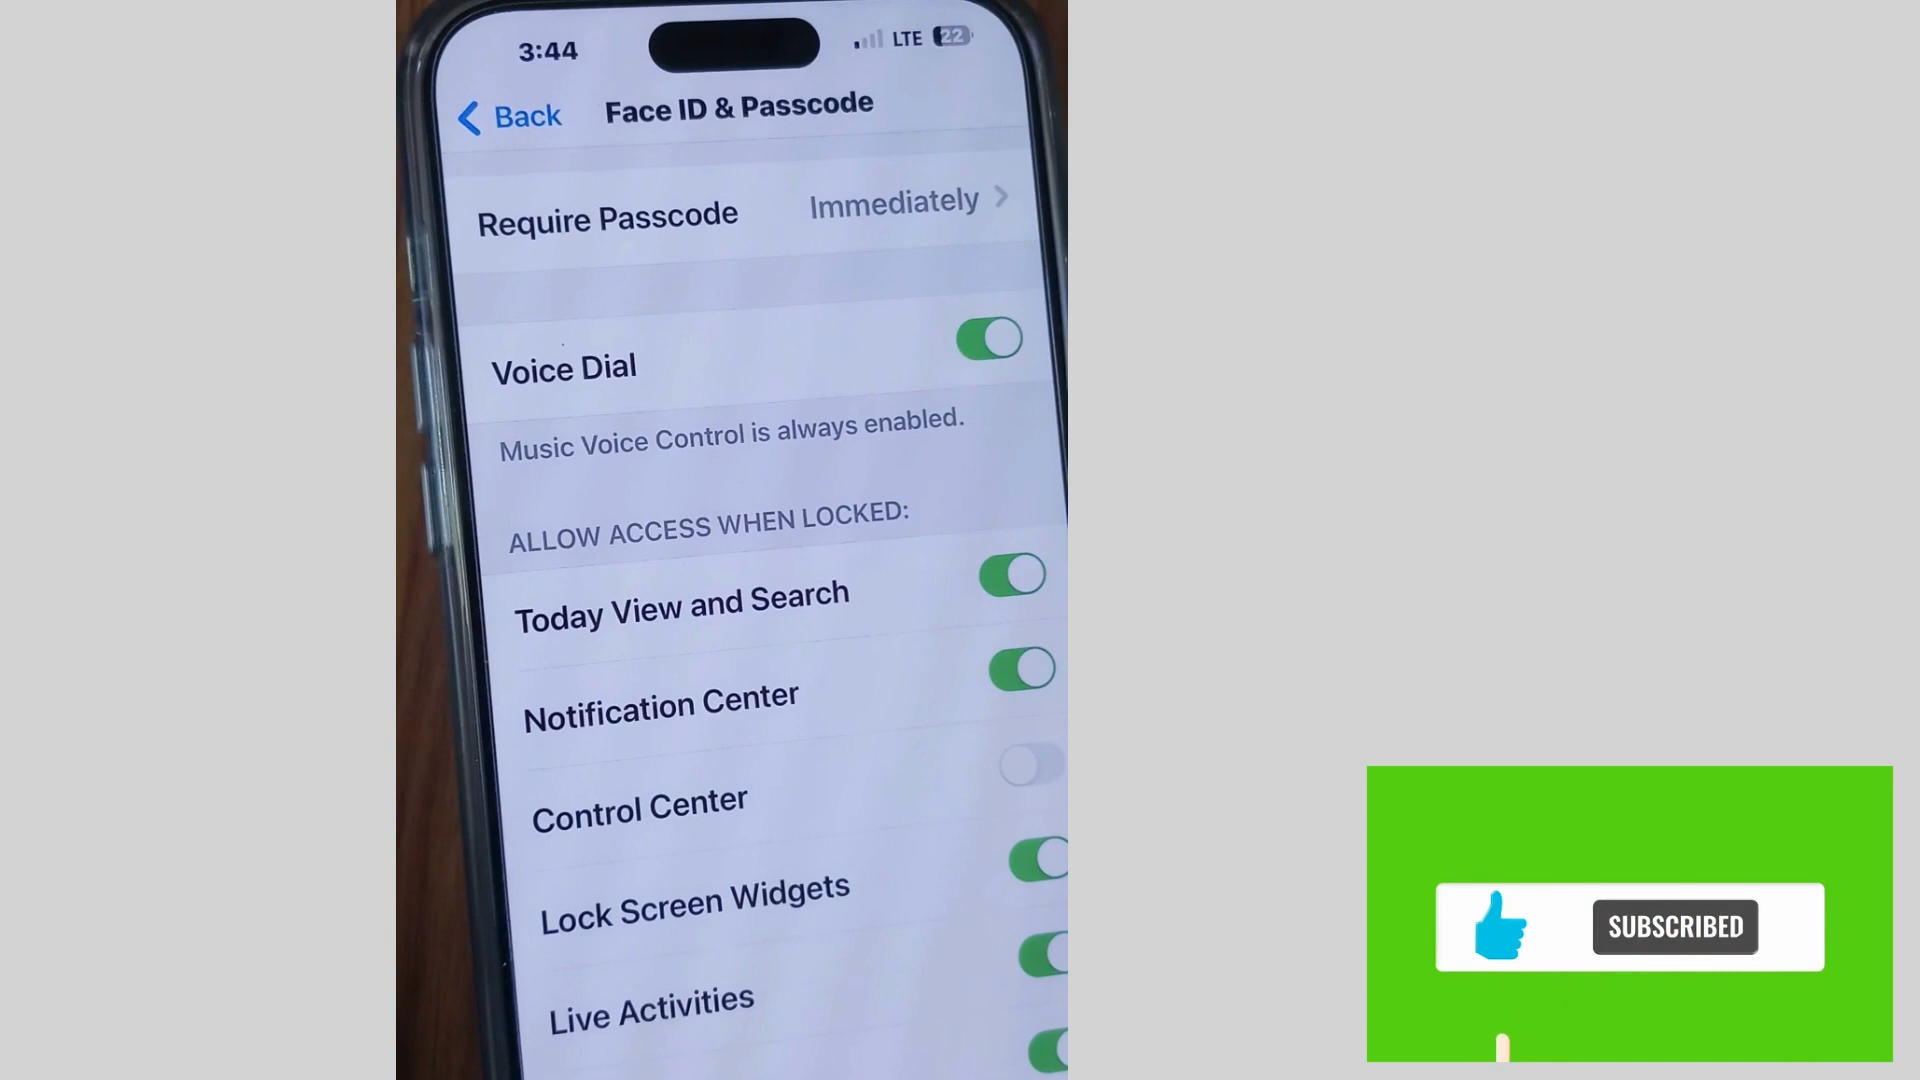 3:44
LTE 22
Back
Face ID & Passcode
Require Passcode
Immediately
Voice Dial
Music Voice Control is always enabled.
ALLOW ACCESS WHEN LOCKED:
Today View and Search
Notification Center
Control Center
Lock Screen Widgets
Live Activities
SUBSCRIBED